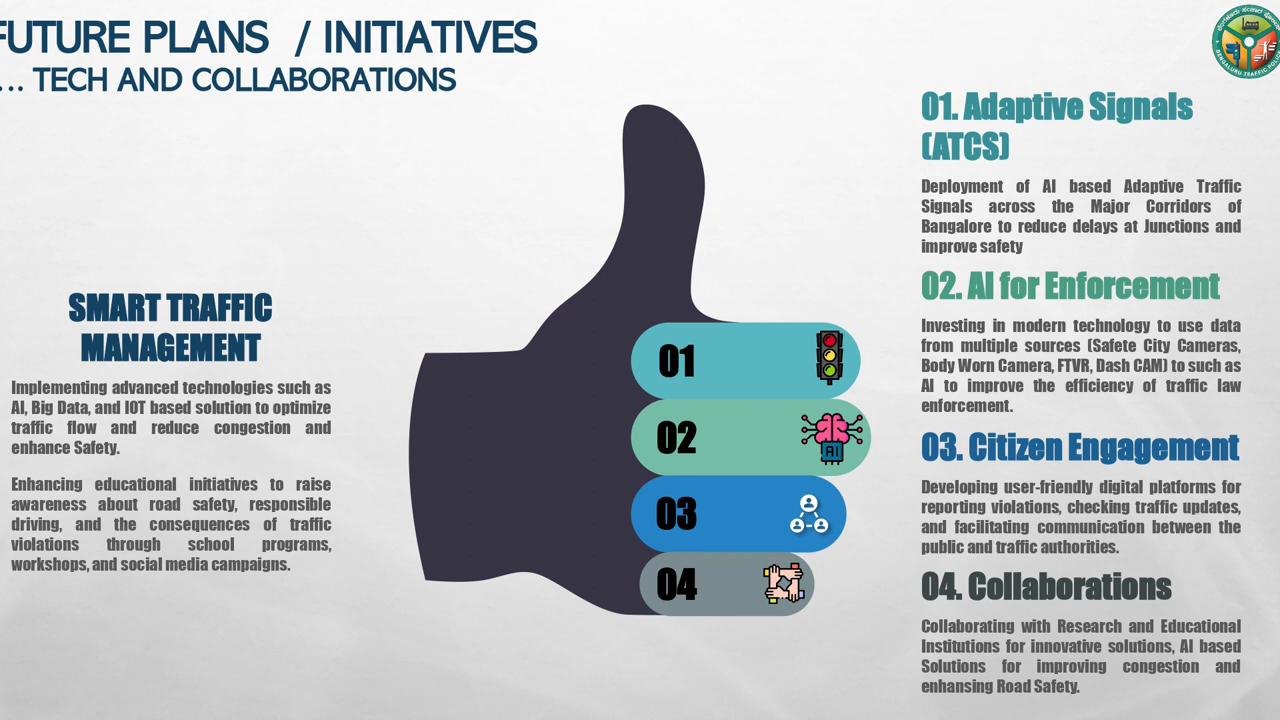 FUTURE PLANS / INITIATIVES
... TECH AND COLLABORATIONS
SMART TRAFFIC
MANAGEMENT
Implementing advanced technologies such as
AI, Big Data, and IOT based solution to optimize
traffic flow and reduce congestion and
enhance Safety.
Enhancing educational initiatives to raise
awareness about road safety, responsible
driving, and the consequences of traffic
violations through school programs,
workshops, and social media campaigns.
01
02
AI
03
04
01. Adaptive Signals
(ATCS)
Deployment of AI based Adaptive Traffic
Signals across the Major Corridors of
Bangalore to reduce delays at Junctions and
improve safety
02. AI for Enforcement
Investing in modern technology to use data
from multiple sources (Safete City Cameras,
Body Worn Camera, FTVR, Dash CAM) to such as
AI to improve the efficiency of traffic law
enforcement.
03. Citizen Engagement
Developing user-friendly digital platforms for
reporting violations, checking traffic updates,
and facilitating communication between the
public and traffic authorities.
04. Collaborations
Collaborating with Research and Educational
Institutions for innovative solutions, AI based
Solutions for improving congestion and
enhansing Road Safety.
BENGALURU TRAFFIC POLICE